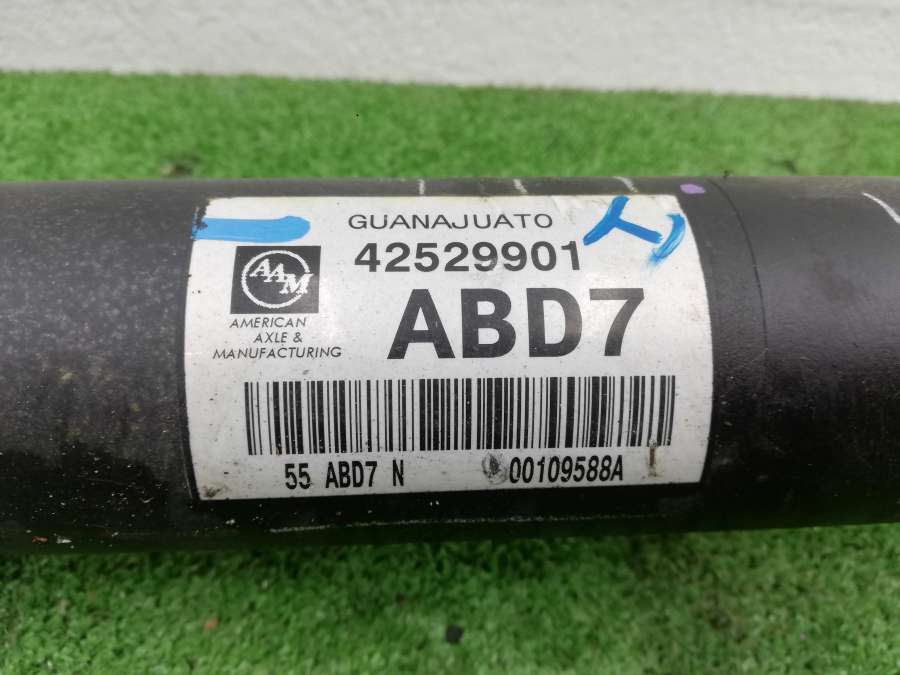 GUANAJUATO
42529901
AAM
ABD7
AMERICAN
AXLE &
MANUFACTURING
55 ABD7 N 00109588A